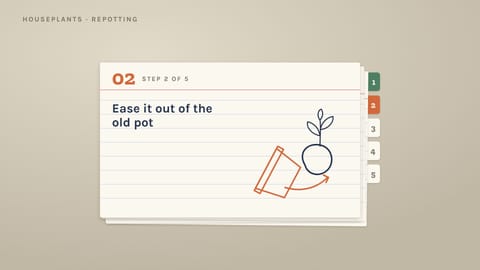 HOUSEPLANTS - REPOTTING
02 STEP 2 OF 5
Ease it out of the
old pot
1
2
3
4
5